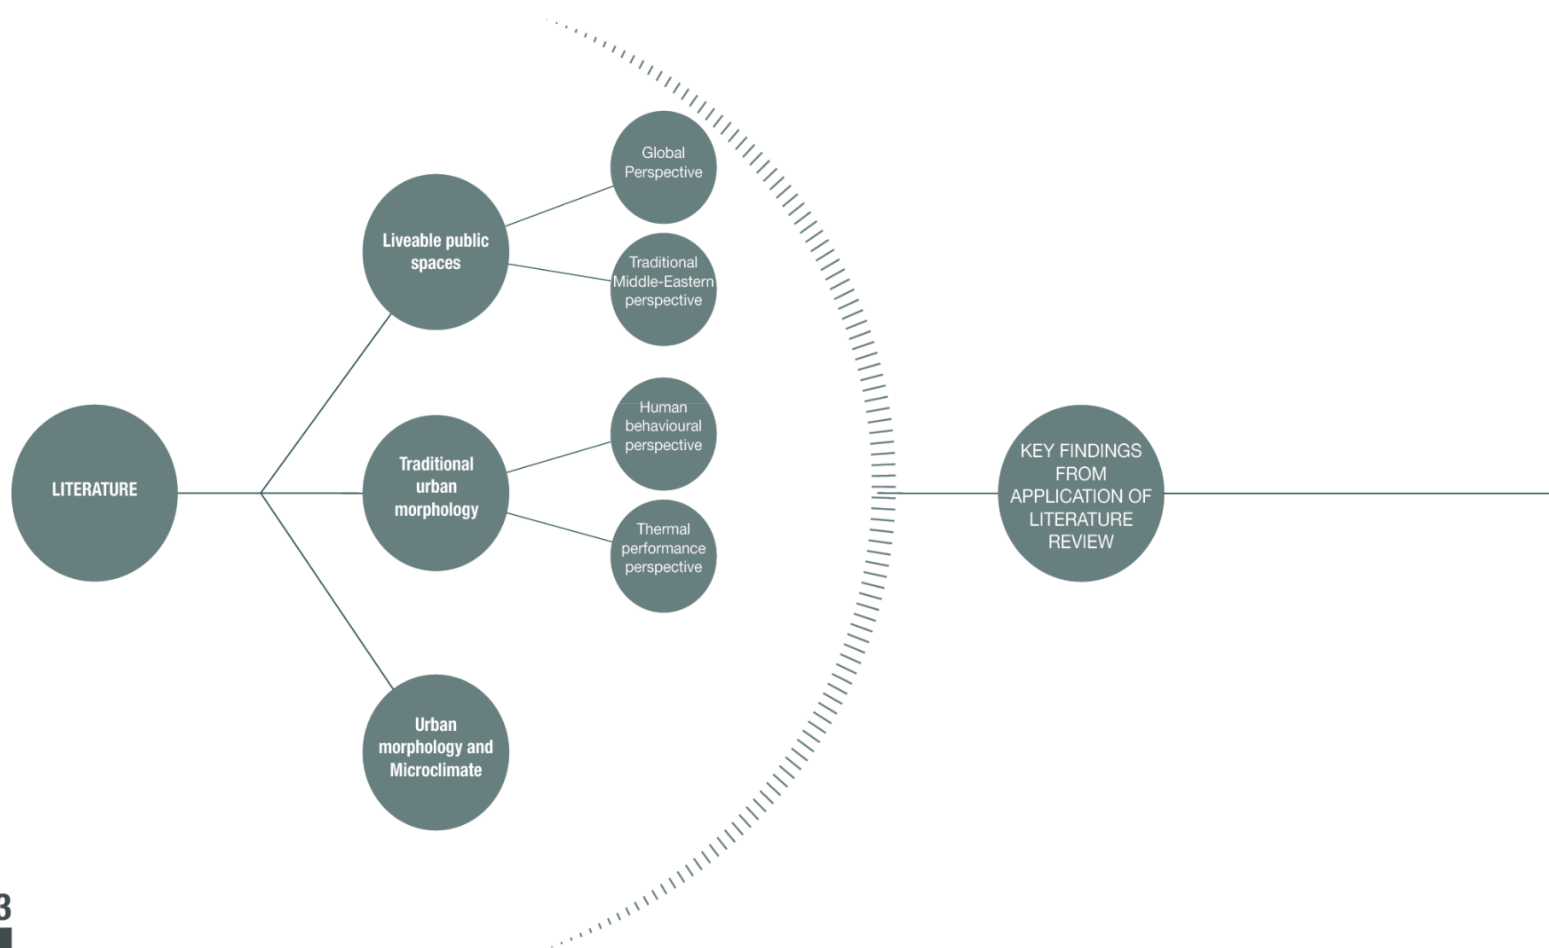 Global
Perspective
Liveable public
spaces
Traditional
Middle-Eastern
perspective
Human
behavioural
perspective
LITERATURE
Traditional
urban
morphology
Thermal
performance
perspective
KEY FINDINGS
FROM
APPLICATION OF
LITERATURE
REVIEW
Urban
morphology and
Microclimate
3